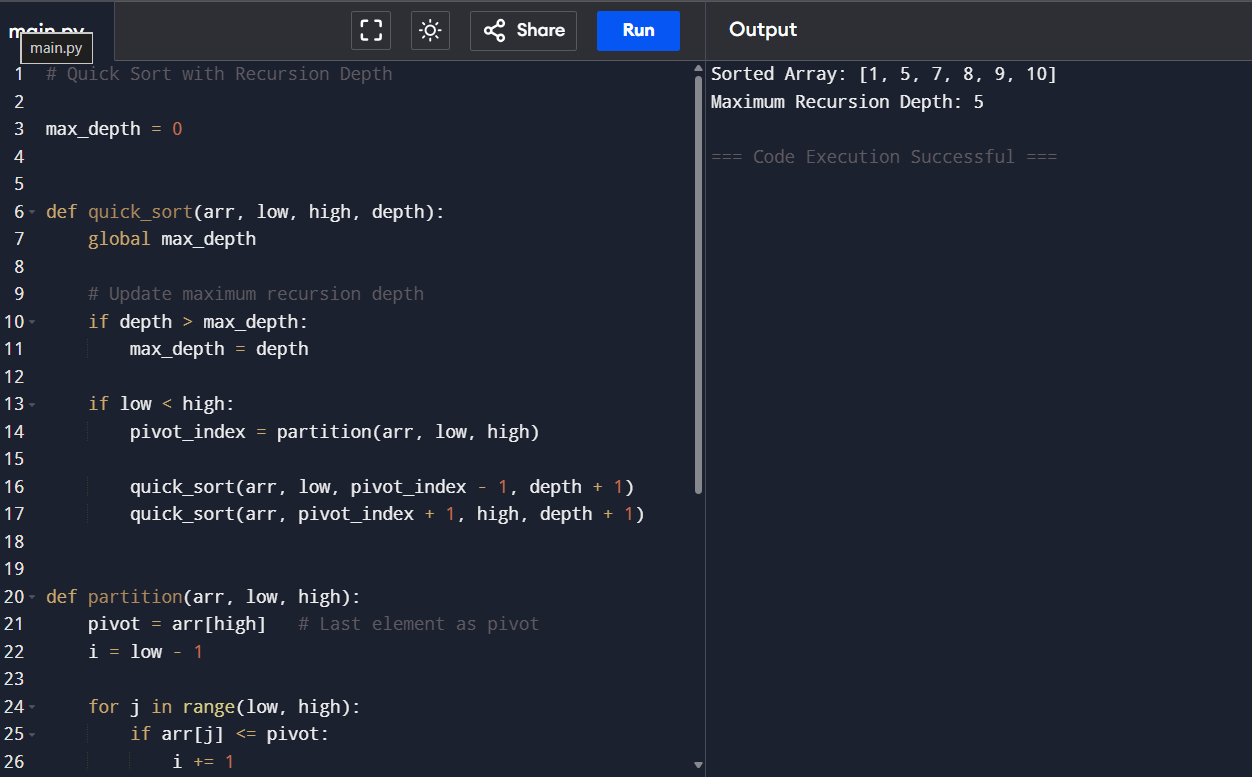 main.py
main.py
Share
Run
Output
1 # Quick Sort with Recursion Depth
2
3 max_depth = 0
4
5
6 def quick_sort(arr, low, high, depth):
7     global max_depth
8
9     # Update maximum recursion depth
10     if depth > max_depth:
11         max_depth = depth
12
13     if low < high:
14         pivot_index = partition(arr, low, high)
15
16         quick_sort(arr, low, pivot_index - 1, depth + 1)
17         quick_sort(arr, pivot_index + 1, high, depth + 1)
18
19
20 def partition(arr, low, high):
21     pivot = arr[high]   # Last element as pivot
22     i = low - 1
23
24     for j in range(low, high):
25         if arr[j] <= pivot:
26             i += 1
Sorted Array: [1, 5, 7, 8, 9, 10]
Maximum Recursion Depth: 5
=== Code Execution Successful ===